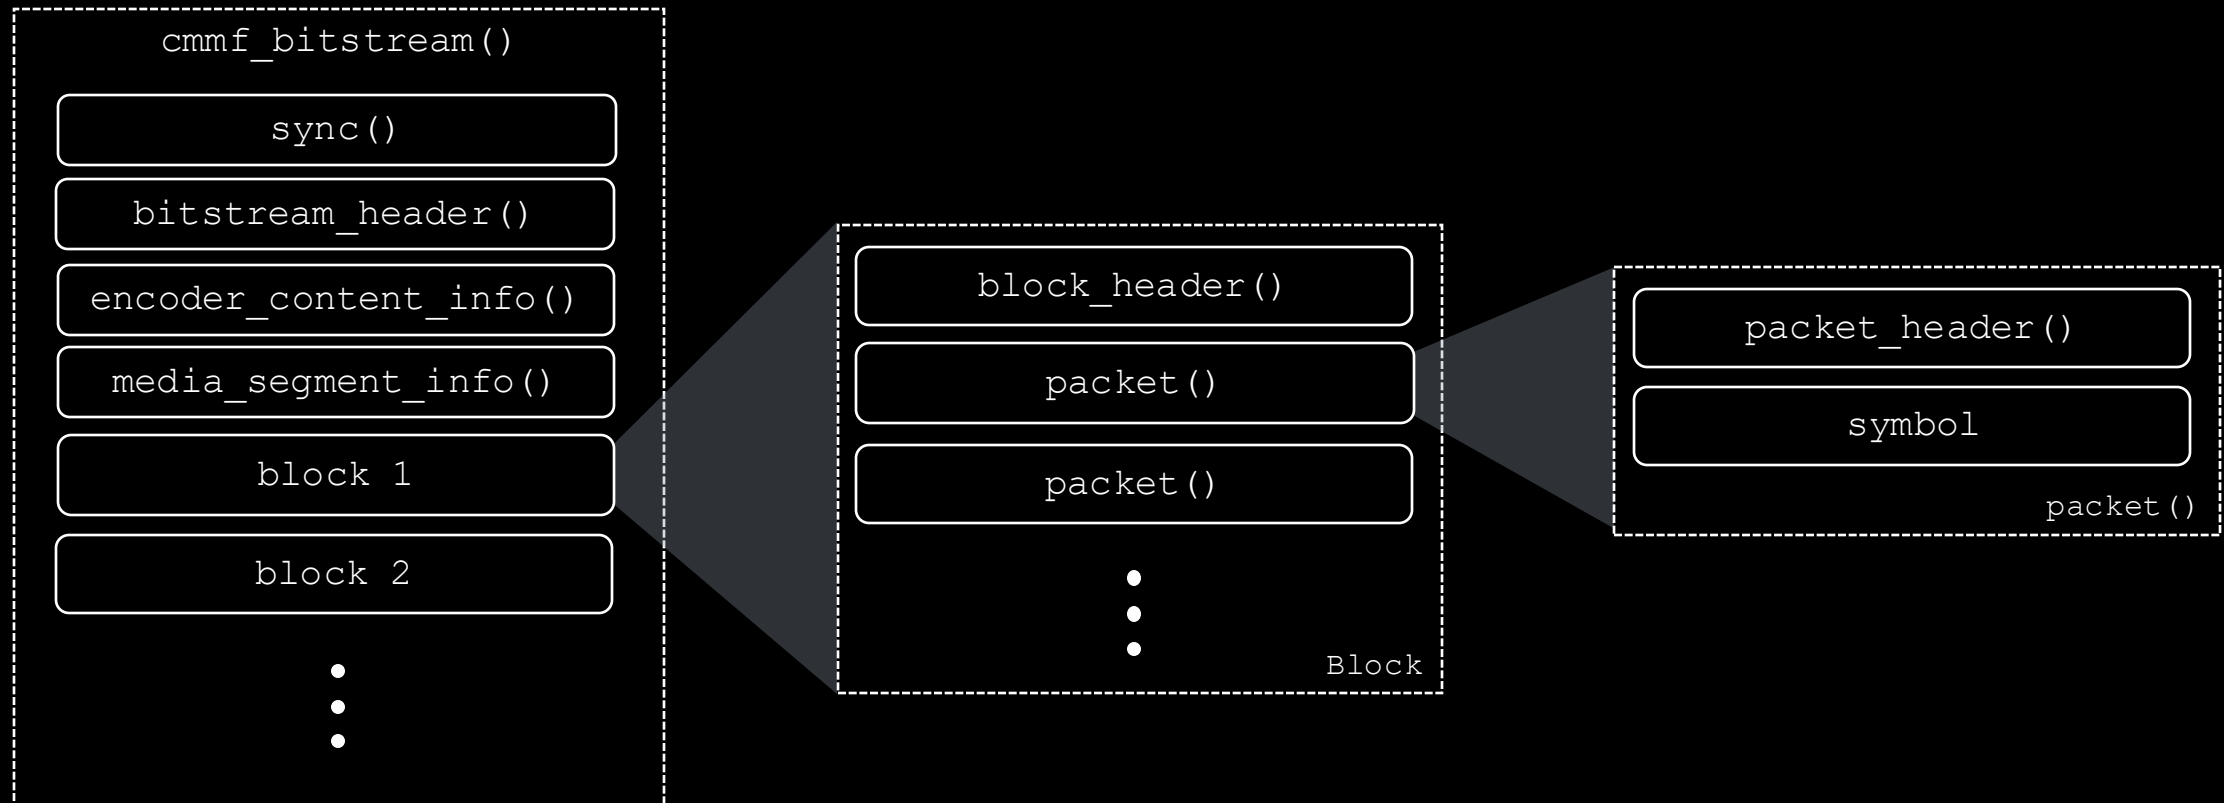 cmmf_bitstream()
sync()
bitstream_header()
encoder_content_info()
media_segment_info()
block 1
block 2
block_header()
packet()
packet()
Block
packet_header()
symbol
packet()